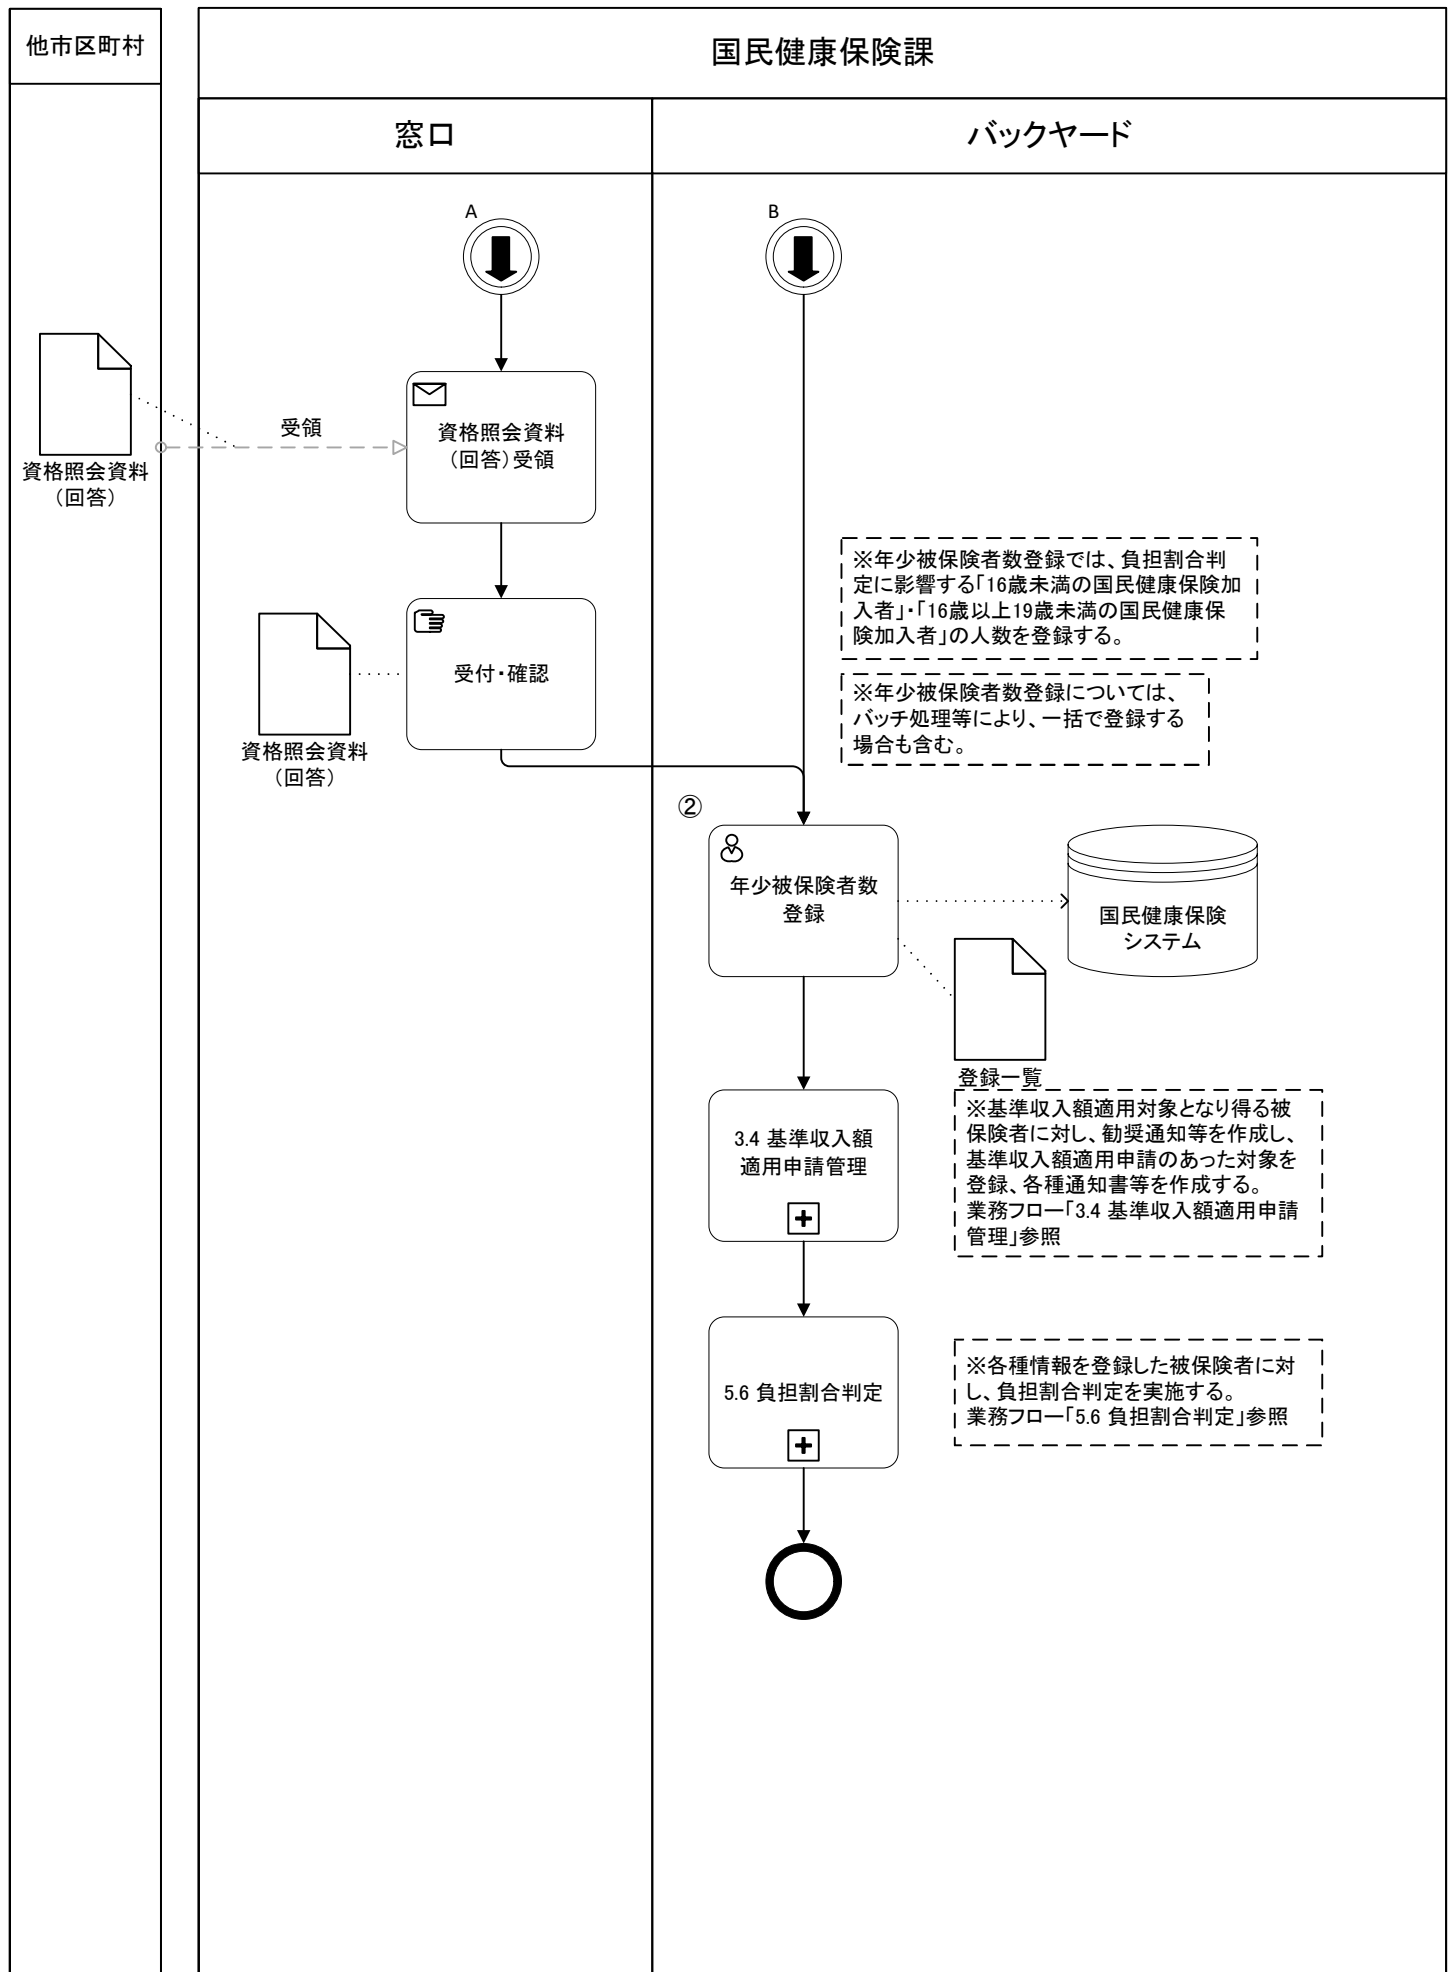 他市区町村
国民健康保険課
窓口
バックヤード
A
B
受領
資格照会資料
（回答）受領
資格照会資料
（回答）
※年少被保険者数登録では、負担割合判
定に影響する「16歳未満の国民健康保険加
入者」・「16歳以上19歳未満の国民健康保
険加入者」の人数を登録する。
受付・確認
※年少被保険者数登録については、
バッチ処理等により、一括で登録する
場合も含む。
資格照会資料
（回答）
②
年少被保険者数
登録
国民健康保険
システム
登録一覧
3.4 基準収入額
適用申請管理
※基準収入額適用対象となり得る被
保険者に対し、勧奨通知等を作成し、
基準収入額適用申請のあった対象を
登録、各種通知書等を作成する。
業務フロー「3.4 基準収入額適用申請
管理」参照
5.6 負担割合判定
※各種情報を登録した被保険者に対
し、負担割合判定を実施する。
業務フロー「5.6 負担割合判定」参照